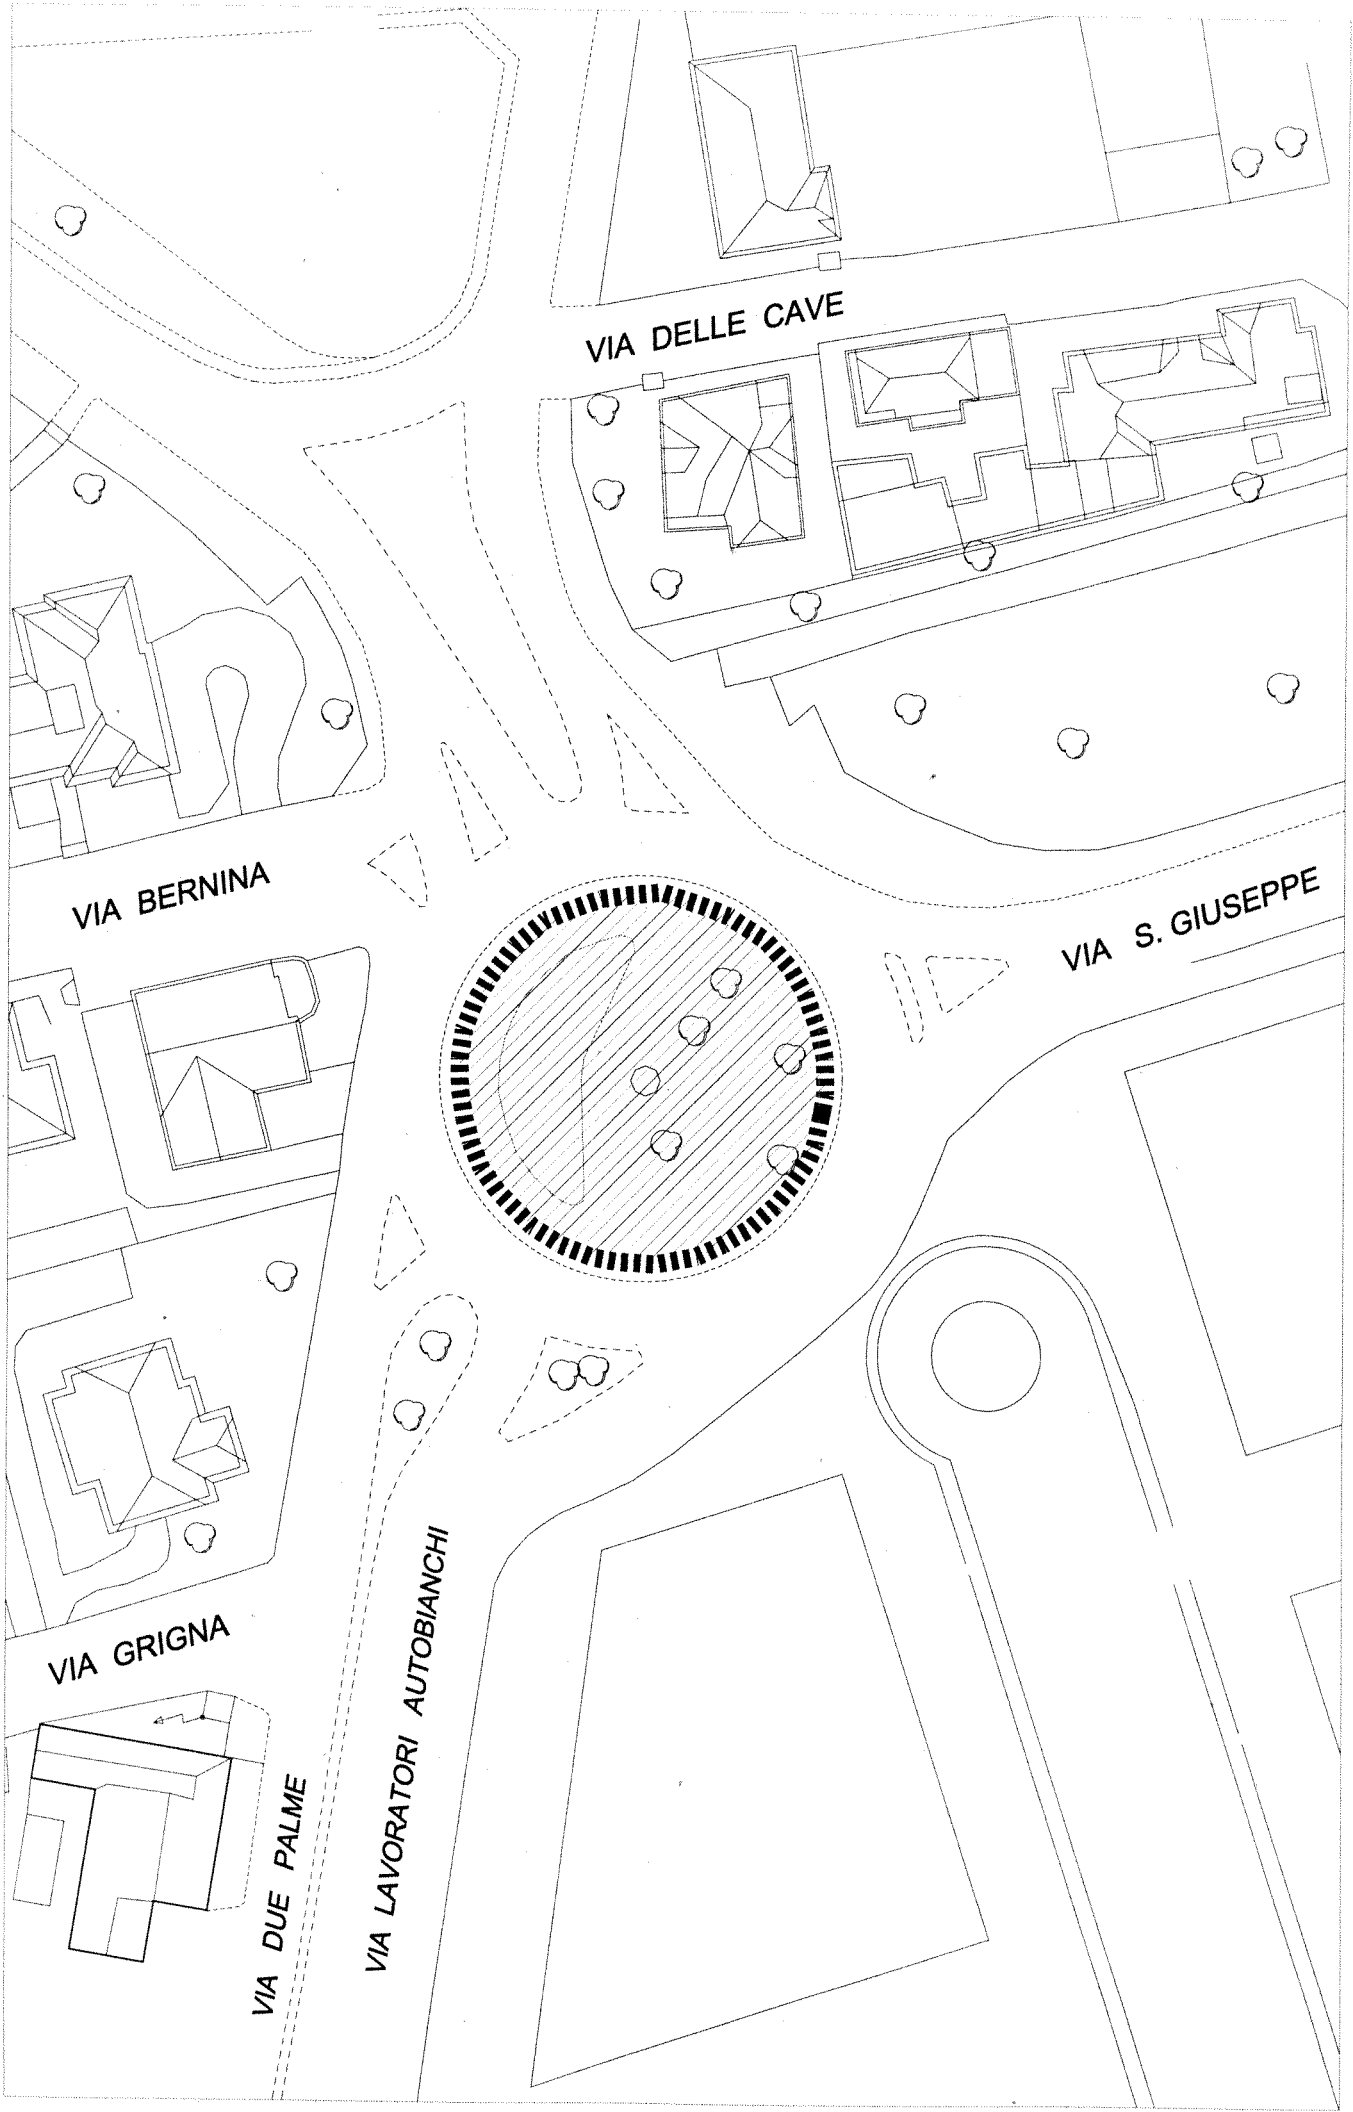 VIA DELLE CAVE
VIA BERNINA
VIA S. GIUSEPPE
VIA GRIGNA
VIA LAVORATORI AUTOBIANCHI
VIA DUE PALME